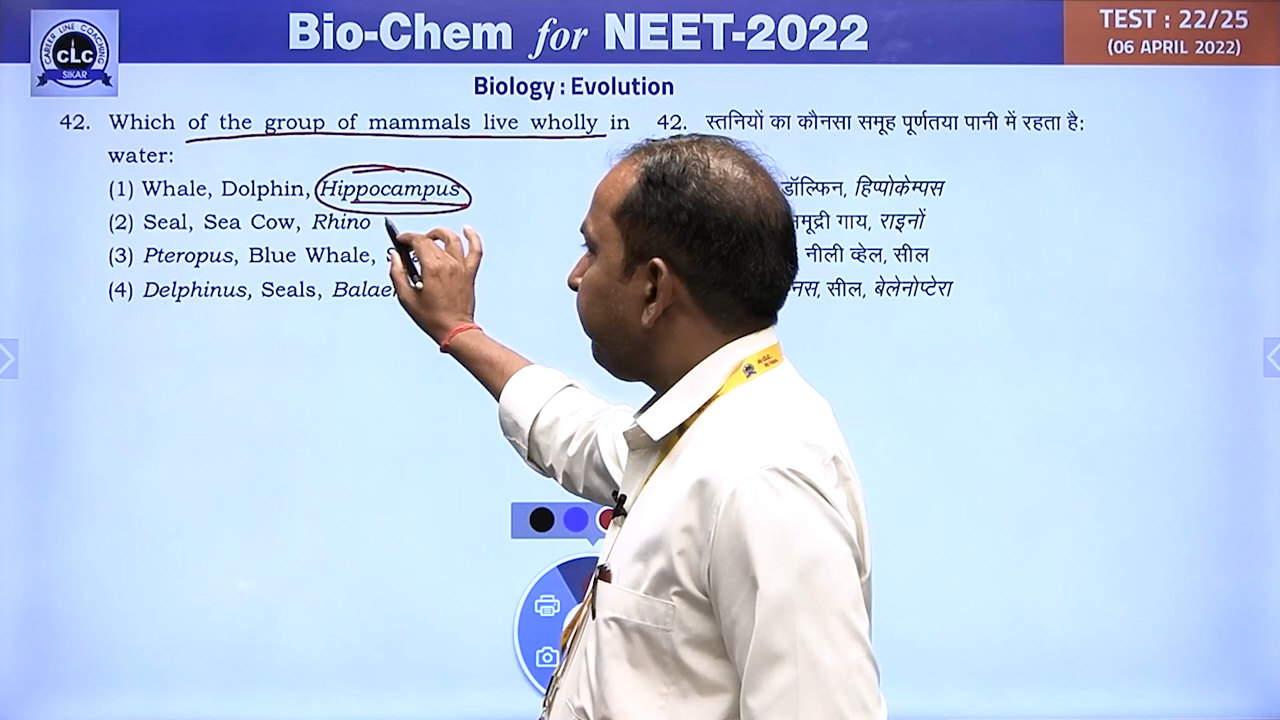 Bio-Chem for NEET-2022
TEST : 22/25
(06 APRIL 2022)
CAREER LINE COACHING
CLC
SIKAR
Biology : Evolution
42. Which of the group of mammals live wholly in water:
(1) Whale, Dolphin, Hippocampus
(2) Seal, Sea Cow, Rhino
(3) Pteropus, Blue Whale,
(4) Delphinus, Seals,
42. स्तनियों का कौनसा समूह पूर्णतया पानी में रहता है:
डॉल्फिन, हिप्पोकेम्पस
गाय, राइनों
नीली व्हेल, सील
सील, बेलेनोप्टेरा